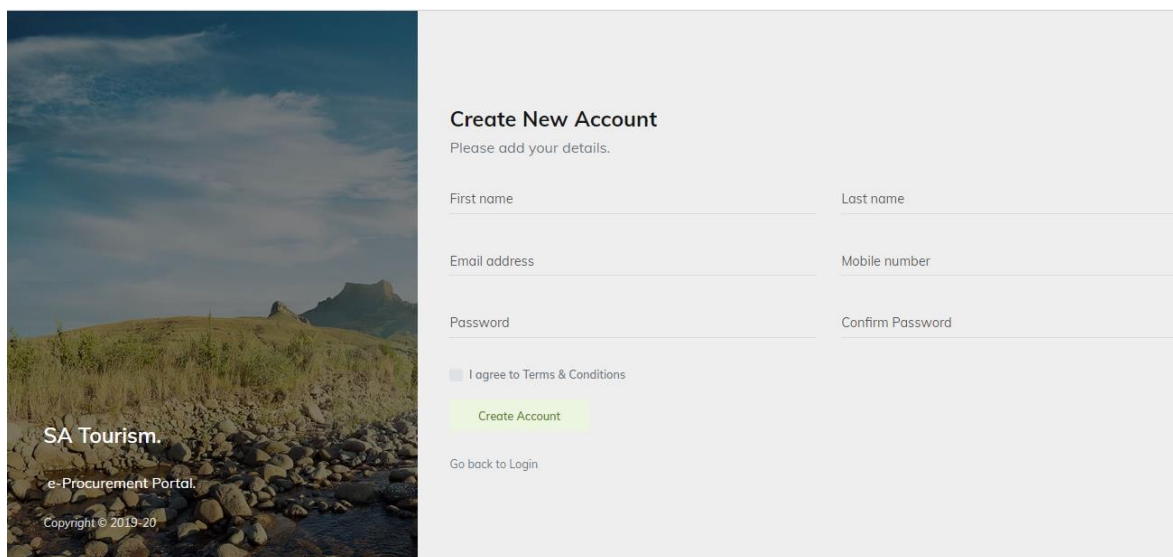 Create New Account
Please add your details.
First name
Last name
Email address
Mobile number
Password
Confirm Password
I agree to Terms & Conditions
Create Account
Go back to Login
SA Tourism.
e-Procurement Portal.
Copyright © 2019-20